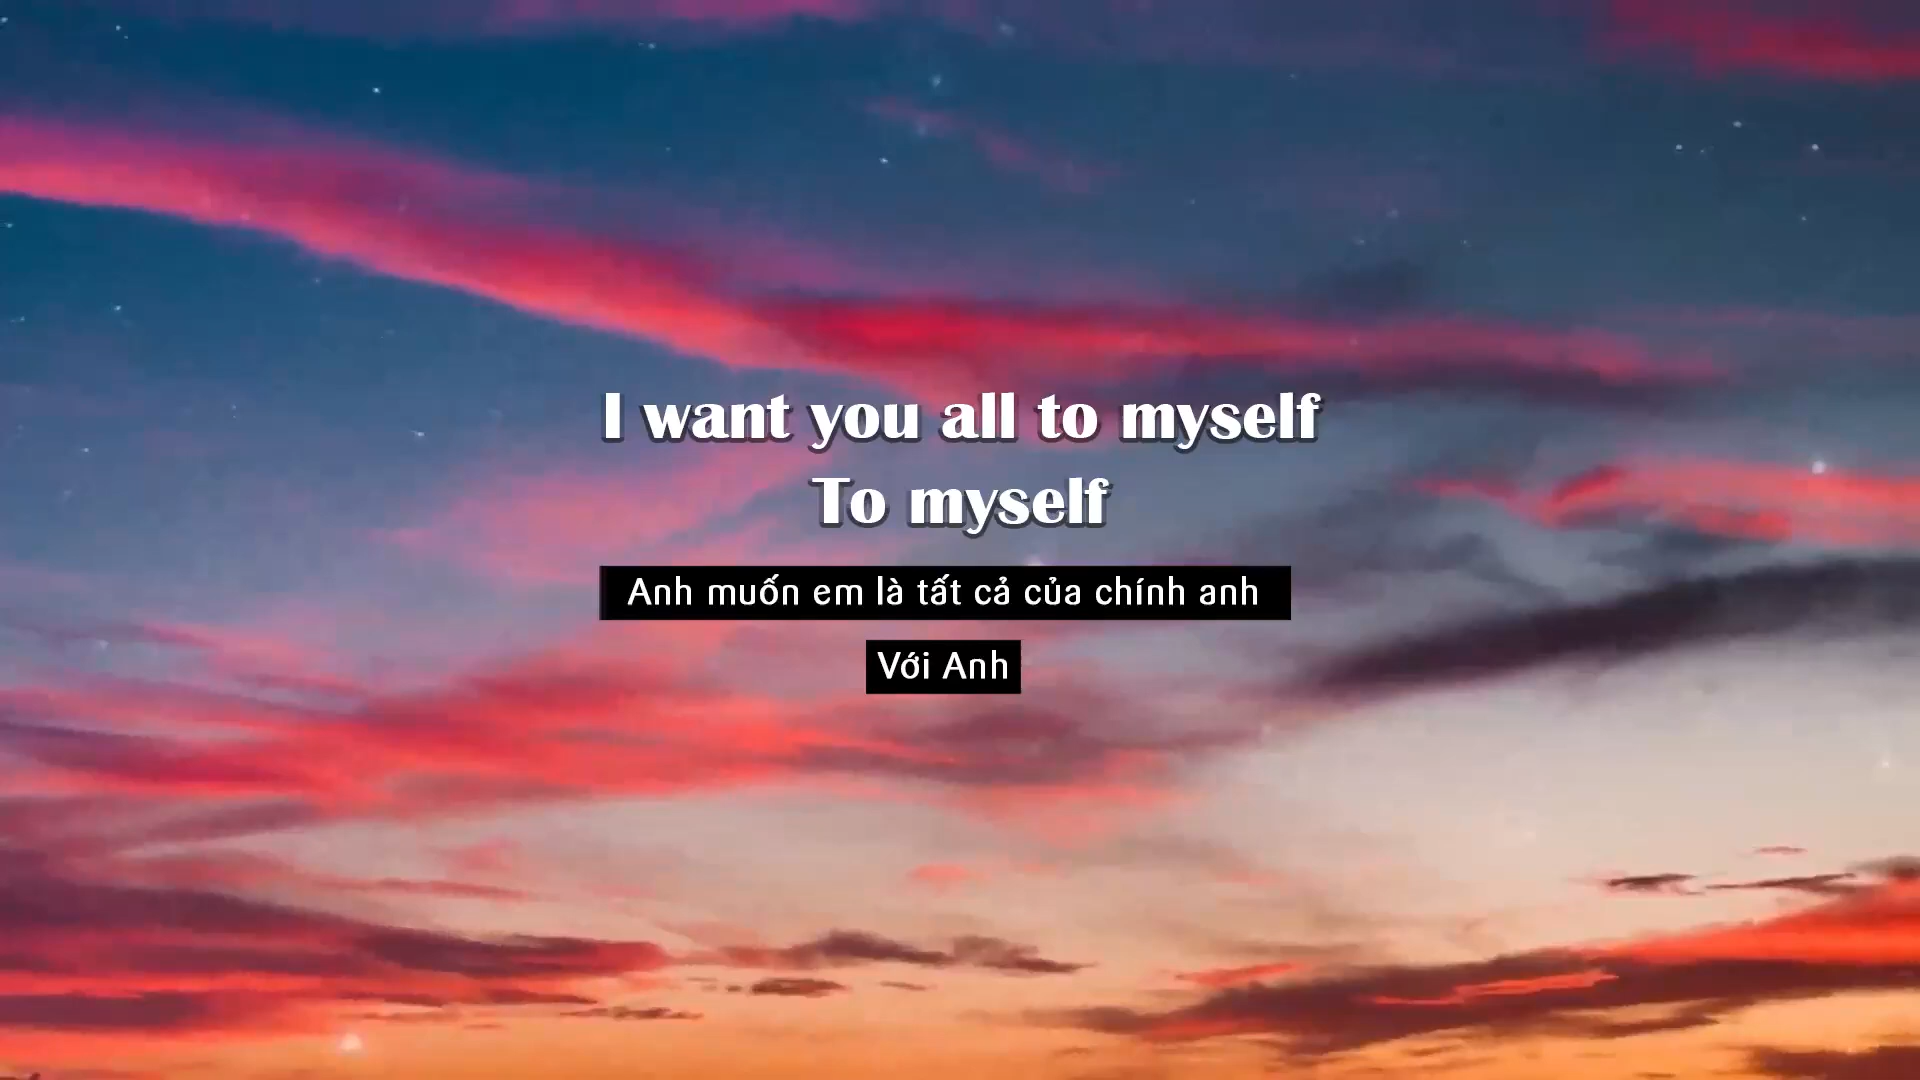 I want you all to myself
To myself
Anh muốn em là tất cả của chính anh
Với Anh